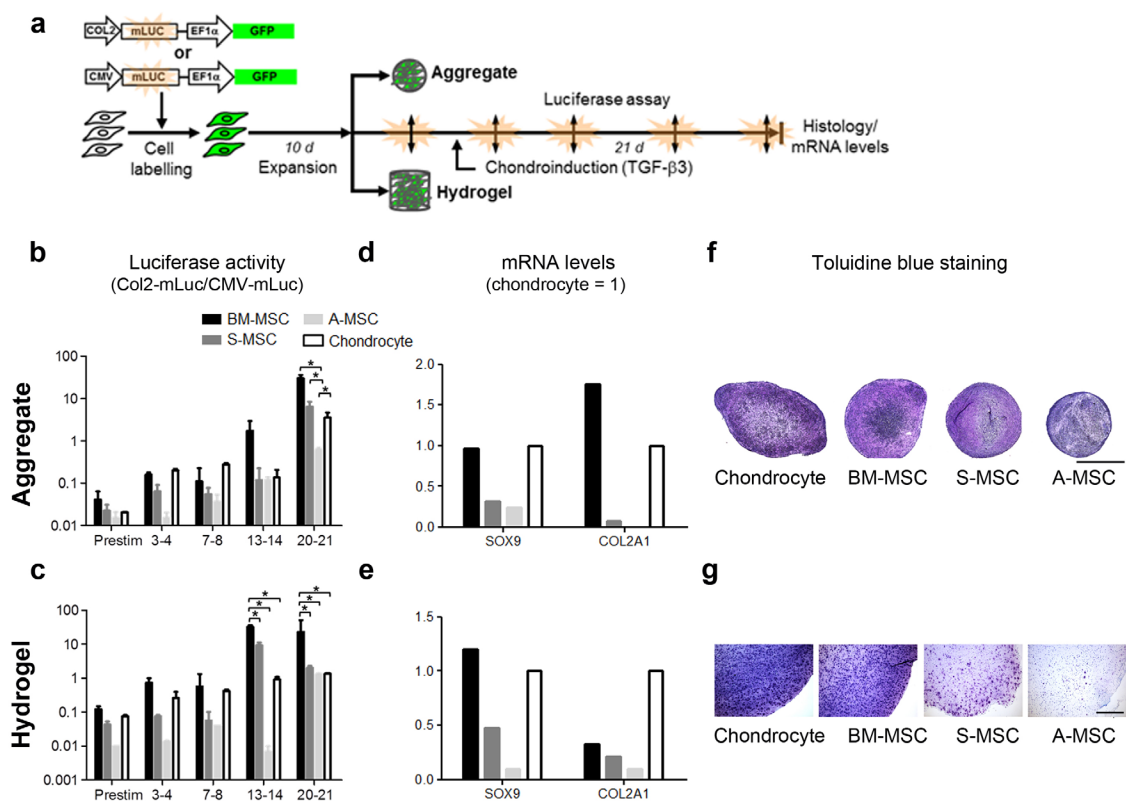 a
COL2 mLUC EF1α GFP
or
CMV mLUC EF1α GFP
Cell
labelling
10 d
Expansion
Aggregate
Luciferase assay
21 d
Chondroinduction (TGF-β3)
Hydrogel
Histology/
mRNA levels
b
Luciferase activity
(Col2-mLuc/CMV-mLuc)
BM-MSC A-MSC
S-MSC Chondrocyte
Aggregate
100
10
1
0.1
0.01
* * *
Prestim 3-4 7-8 13-14 20-21
c
Hydrogel
100
10
1
0.1
0.01
0.001
* * * * * *
Prestim 3-4 7-8 13-14 20-21
d
mRNA levels
(chondrocyte = 1)
2.0
1.5
1.0
0.5
0.0
SOX9 COL2A1
e
1.5
1.0
0.5
0.0
SOX9 COL2A1
f
Toluidine blue staining
Chondrocyte BM-MSC S-MSC A-MSC
g
Chondrocyte BM-MSC S-MSC A-MSC